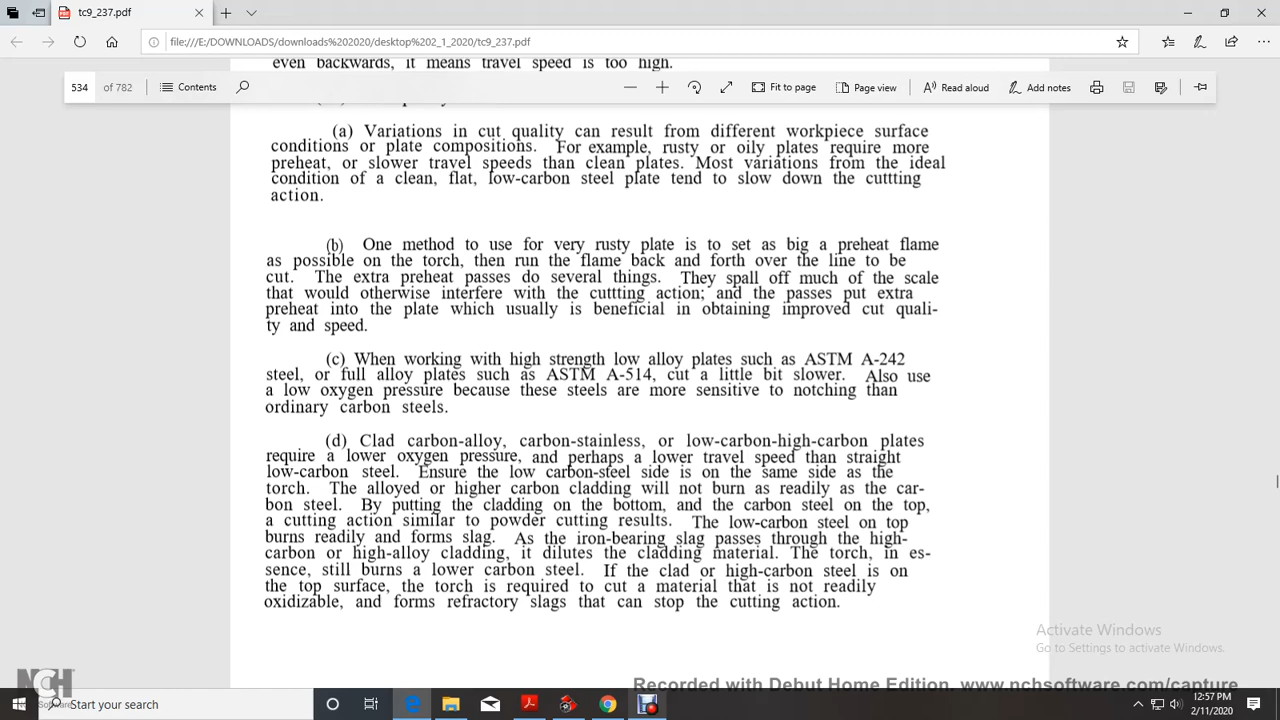 tc9_237.pdf
file:///E:/DOWNLOADS/downloads%202020/desktop%202_1_2020/tc9_237.pdf
even backwards, it means travel speed is too high.
534 of 782 Contents Fit to page Page view Read aloud Add notes
(a) Variations in cut quality can result from different workpiece surface
conditions or plate compositions. For example, rusty or oily plates require more
preheat, or slower travel speeds than clean plates. Most variations from the ideal
condition of a clean, flat, low-carbon steel plate tend to slow down the cuttting
action.
(b) One method to use for very rusty plate is to set as big a preheat flame
as possible on the torch, then run the flame back and forth over the line to be
cut. The extra preheat passes do several things. They spall off much of the scale
that would otherwise interfere with the cuttting action; and the passes put extra
preheat into the plate which usually is beneficial in obtaining improved cut quali-
ty and speed.
(c) When working with high strength low alloy plates such as ASTM A-242
steel, or full alloy plates such as ASTM A-514, cut a little bit slower. Also use
a low oxygen pressure because these steels are more sensitive to notching than
ordinary carbon steels.
(d) Clad carbon-alloy, carbon-stainless, or low-carbon-high-carbon plates
require a lower oxygen pressure, and perhaps a lower travel speed than straight
low-carbon steel. Ensure the low carbon-steel side is on the same side as the
torch. The alloyed or higher carbon cladding will not burn as readily as the car-
bon steel. By putting the cladding on the bottom, and the carbon steel on the top,
a cutting action similar to powder cutting results. The low-carbon steel on top
burns readily and forms slag. As the iron-bearing slag passes through the high-
carbon or high-alloy cladding, it dilutes the cladding material. The torch, in es-
sence, still burns a lower carbon steel. If the clad or high-carbon steel is on
the top surface, the torch is required to cut a material that is not readily
oxidizable, and forms refractory slags that can stop the cutting action.
Activate Windows
Go to Settings to activate Windows.
NCH
Software
Recorded with Debut Home Edition. www.nchsoftware.com/capture
Start your search
12:57 PM
2/11/2020